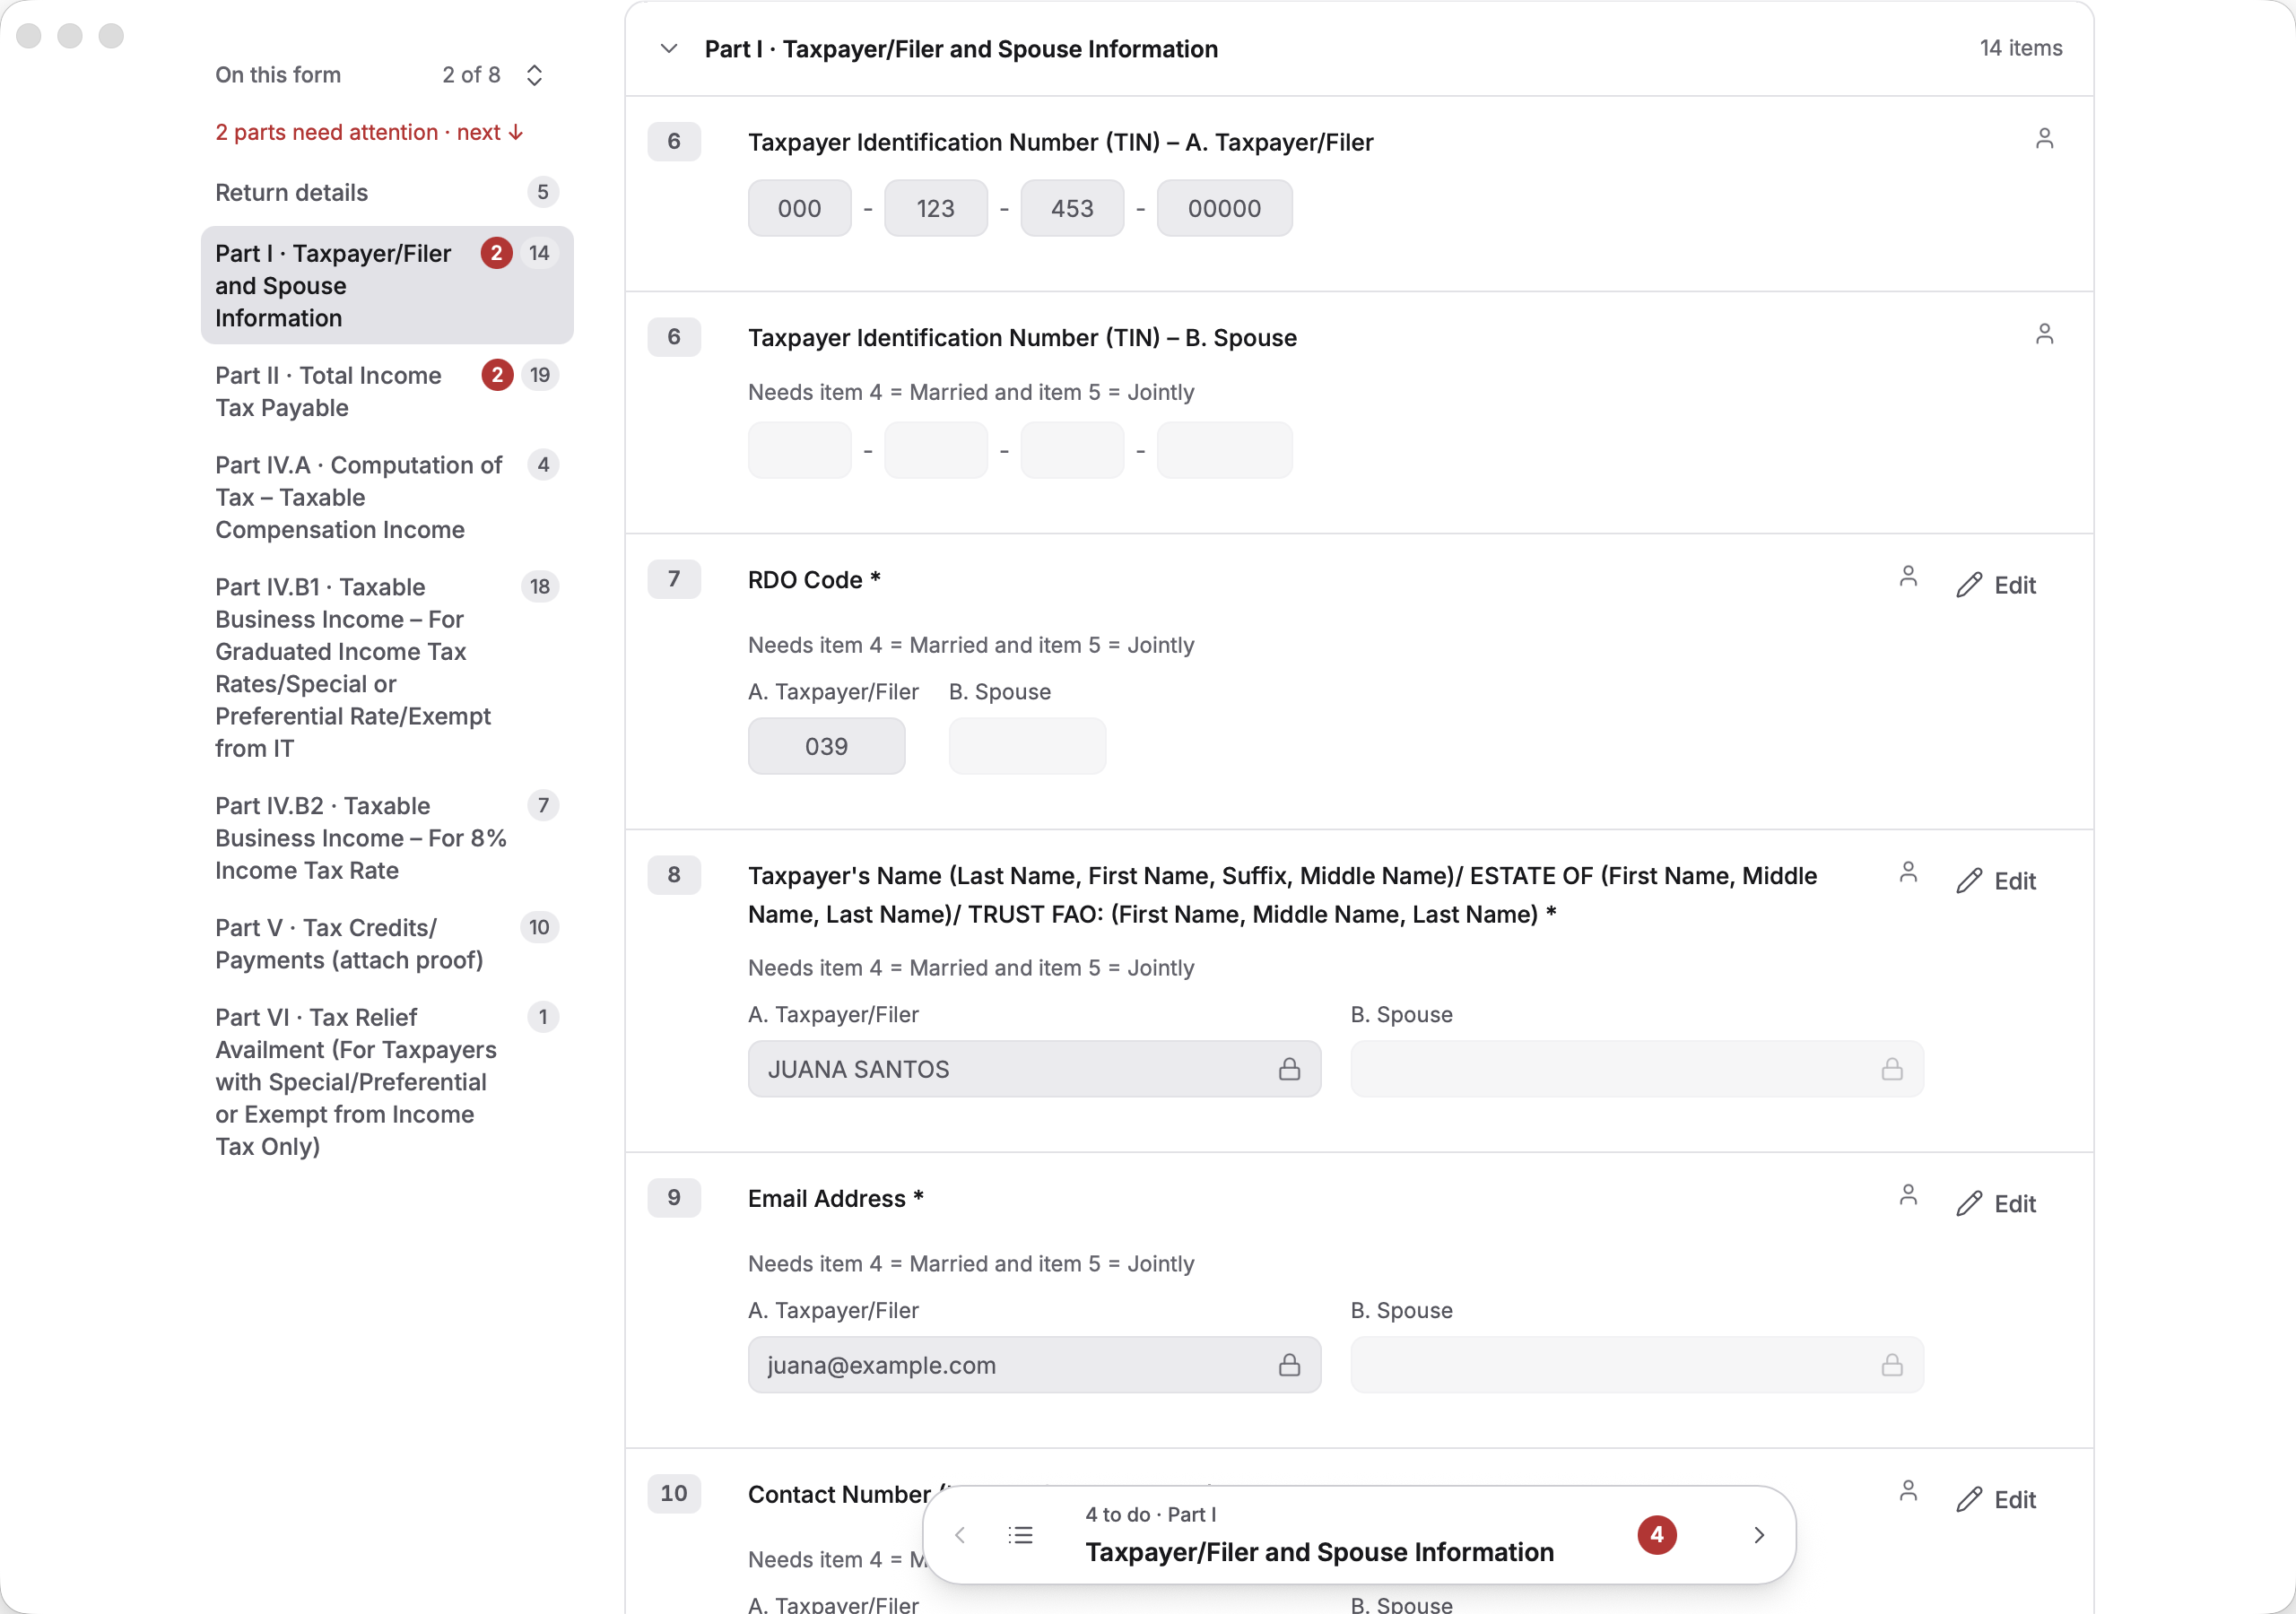 On this form 2 of 8
2 parts need attention · next ↓
Return details 5
Part I · Taxpayer/Filer 2 14
and Spouse
Information
Part II · Total Income 2 19
Tax Payable
Part IV.A · Computation of 4
Tax – Taxable
Compensation Income
Part IV.B1 · Taxable 18
Business Income – For
Graduated Income Tax
Rates/Special or
Preferential Rate/Exempt
from IT
Part IV.B2 · Taxable 7
Business Income – For 8%
Income Tax Rate
Part V · Tax Credits/ 10
Payments (attach proof)
Part VI · Tax Relief 1
Availment (For Taxpayers
with Special/Preferential
or Exempt from Income
Tax Only)
Part I · Taxpayer/Filer and Spouse Information 14 items
6 Taxpayer Identification Number (TIN) – A. Taxpayer/Filer
000 - 123 - 453 - 00000
6 Taxpayer Identification Number (TIN) – B. Spouse
Needs item 4 = Married and item 5 = Jointly
- - -
7 RDO Code * Edit
Needs item 4 = Married and item 5 = Jointly
A. Taxpayer/Filer B. Spouse
039
8 Taxpayer's Name (Last Name, First Name, Suffix, Middle Name)/ ESTATE OF (First Name, Middle Edit
Name, Last Name)/ TRUST FAO: (First Name, Middle Name, Last Name) *
Needs item 4 = Married and item 5 = Jointly
A. Taxpayer/Filer B. Spouse
JUANA SANTOS
9 Email Address * Edit
Needs item 4 = Married and item 5 = Jointly
A. Taxpayer/Filer B. Spouse
juana@example.com
10 Contact Number Edit
Needs item 4 =
A. Taxpayer/Filer B. Spouse
4 to do · Part I
Taxpayer/Filer and Spouse Information 4